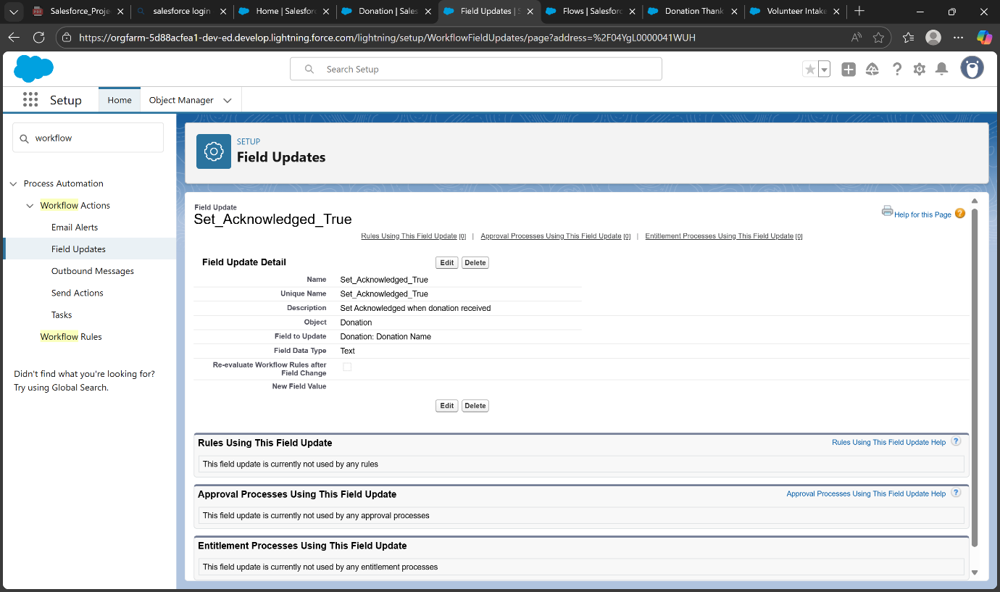 Salesforce_Proje
salesforce login
Home | Salesforc
Donation | Sales
Field Updates | S
Flows | Salesforc
Donation Thank
Volunteer Intake
https://orgfarm-5d88acfea1-dev-ed.develop.lightning.force.com/lightning/setup/WorkflowFieldUpdates/page?address=%2F04YgL0000041WUH
Search Setup
Setup
Home
Object Manager
workflow
Process Automation
Workflow Actions
Email Alerts
Field Updates
Outbound Messages
Send Actions
Tasks
Workflow Rules
Didn't find what you're looking for?
Try using Global Search.
SETUP
Field Updates
Field Update
Set_Acknowledged_True
Help for this Page
Rules Using This Field Update [0] | Approval Processes Using This Field Update [0] | Entitlement Processes Using This Field Update [0]
Field Update Detail
Edit Delete
Name Set_Acknowledged_True
Unique Name Set_Acknowledged_True
Description Set Acknowledged when donation received
Object Donation
Field to Update Donation: Donation Name
Field Data Type Text
Re-evaluate Workflow Rules after
Field Change
New Field Value
Edit Delete
Rules Using This Field Update
Rules Using This Field Update Help ?
This field update is currently not used by any rules
Approval Processes Using This Field Update
Approval Processes Using This Field Update Help ?
This field update is currently not used by any approval processes
Entitlement Processes Using This Field Update
This field update is currently not used by any entitlement processes